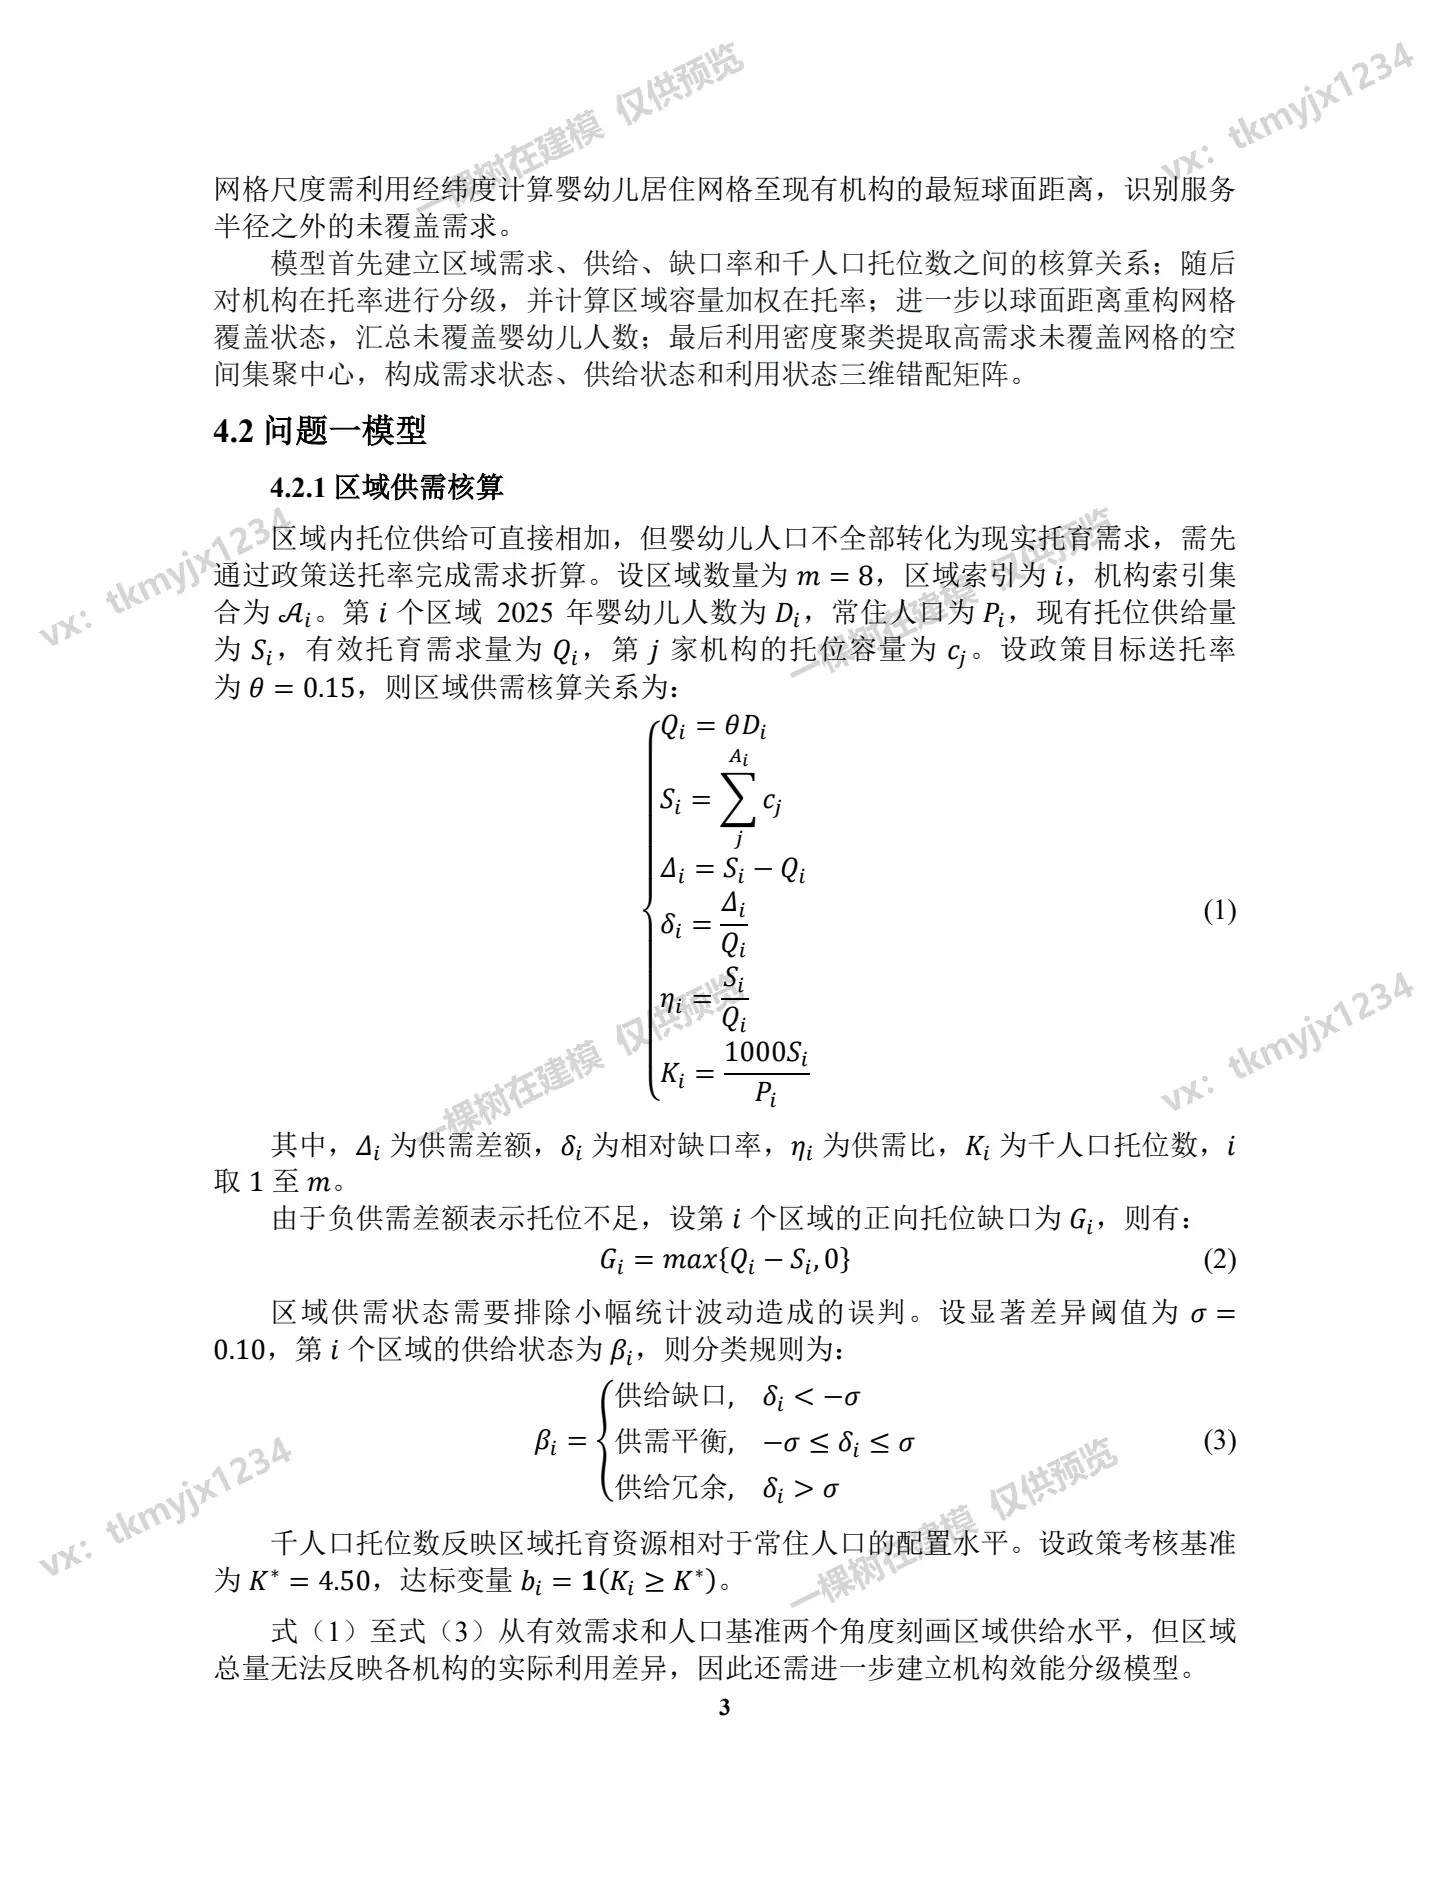 网格尺度需利用经纬度计算婴幼儿居住网格至现有机构的最短球面距离，识别服务
半径之外的未覆盖需求。
模型首先建立区域需求、供给、缺口率和千人口托位数之间的核算关系；随后
对机构在托率进行分级，并计算区域容量加权在托率；进一步以球面距离重构网格
覆盖状态，汇总未覆盖婴幼儿人数；最后利用密度聚类提取高需求未覆盖网格的空
间集聚中心，构成需求状态、供给状态和利用状态三维错配矩阵。
4.2 问题一模型
4.2.1 区域供需核算
区域内托位供给可直接相加，但婴幼儿人口不全部转化为现实托育需求，需先
通过政策送托率完成需求折算。设区域数量为 m = 8，区域索引为 i，机构索引集
合为 𝒜ᵢ。第 i 个区域 2025 年婴幼儿人数为 Dᵢ，常住人口为 Pᵢ，现有托位供给量
为 Sᵢ，有效托育需求量为 Qᵢ，第 j 家机构的托位容量为 cⱼ。设政策目标送托率
为 θ = 0.15，则区域供需核算关系为：
Qᵢ = θDᵢ
Aᵢ
Sᵢ = ∑ cⱼ
j
Δᵢ = Sᵢ − Qᵢ
δᵢ = Δᵢ/Qᵢ
(1)
ηᵢ = Sᵢ/Qᵢ
Kᵢ = 1000Sᵢ/Pᵢ
其中，Δᵢ 为供需差额，δᵢ 为相对缺口率，ηᵢ 为供需比，Kᵢ 为千人口托位数，i
取 1 至 m。
由于负供需差额表示托位不足，设第 i 个区域的正向托位缺口为 Gᵢ，则有：
Gᵢ = max{Qᵢ − Sᵢ, 0} (2)
区域供需状态需要排除小幅统计波动造成的误判。设显著差异阈值为 σ =
0.10，第 i 个区域的供给状态为 βᵢ，则分类规则为：
供给缺口, δᵢ < −σ
βᵢ = { 供需平衡, −σ ≤ δᵢ ≤ σ (3)
供给冗余, δᵢ > σ
千人口托位数反映区域托育资源相对于常住人口的配置水平。设政策考核基准
为 K* = 4.50，达标变量 bᵢ = 𝟏(Kᵢ ≥ K*)。
式（1）至式（3）从有效需求和人口基准两个角度刻画区域供给水平，但区域
总量无法反映各机构的实际利用差异，因此还需进一步建立机构效能分级模型。
3
一棵树在建模 仅供预览
vx：tkmyjx1234
vx：tkmyjx1234
一棵树在建模 仅供预览
一棵树在建模 仅供预览
vx：tkmyjx1234
vx：tkmyjx1234
一棵树在建模 仅供预览